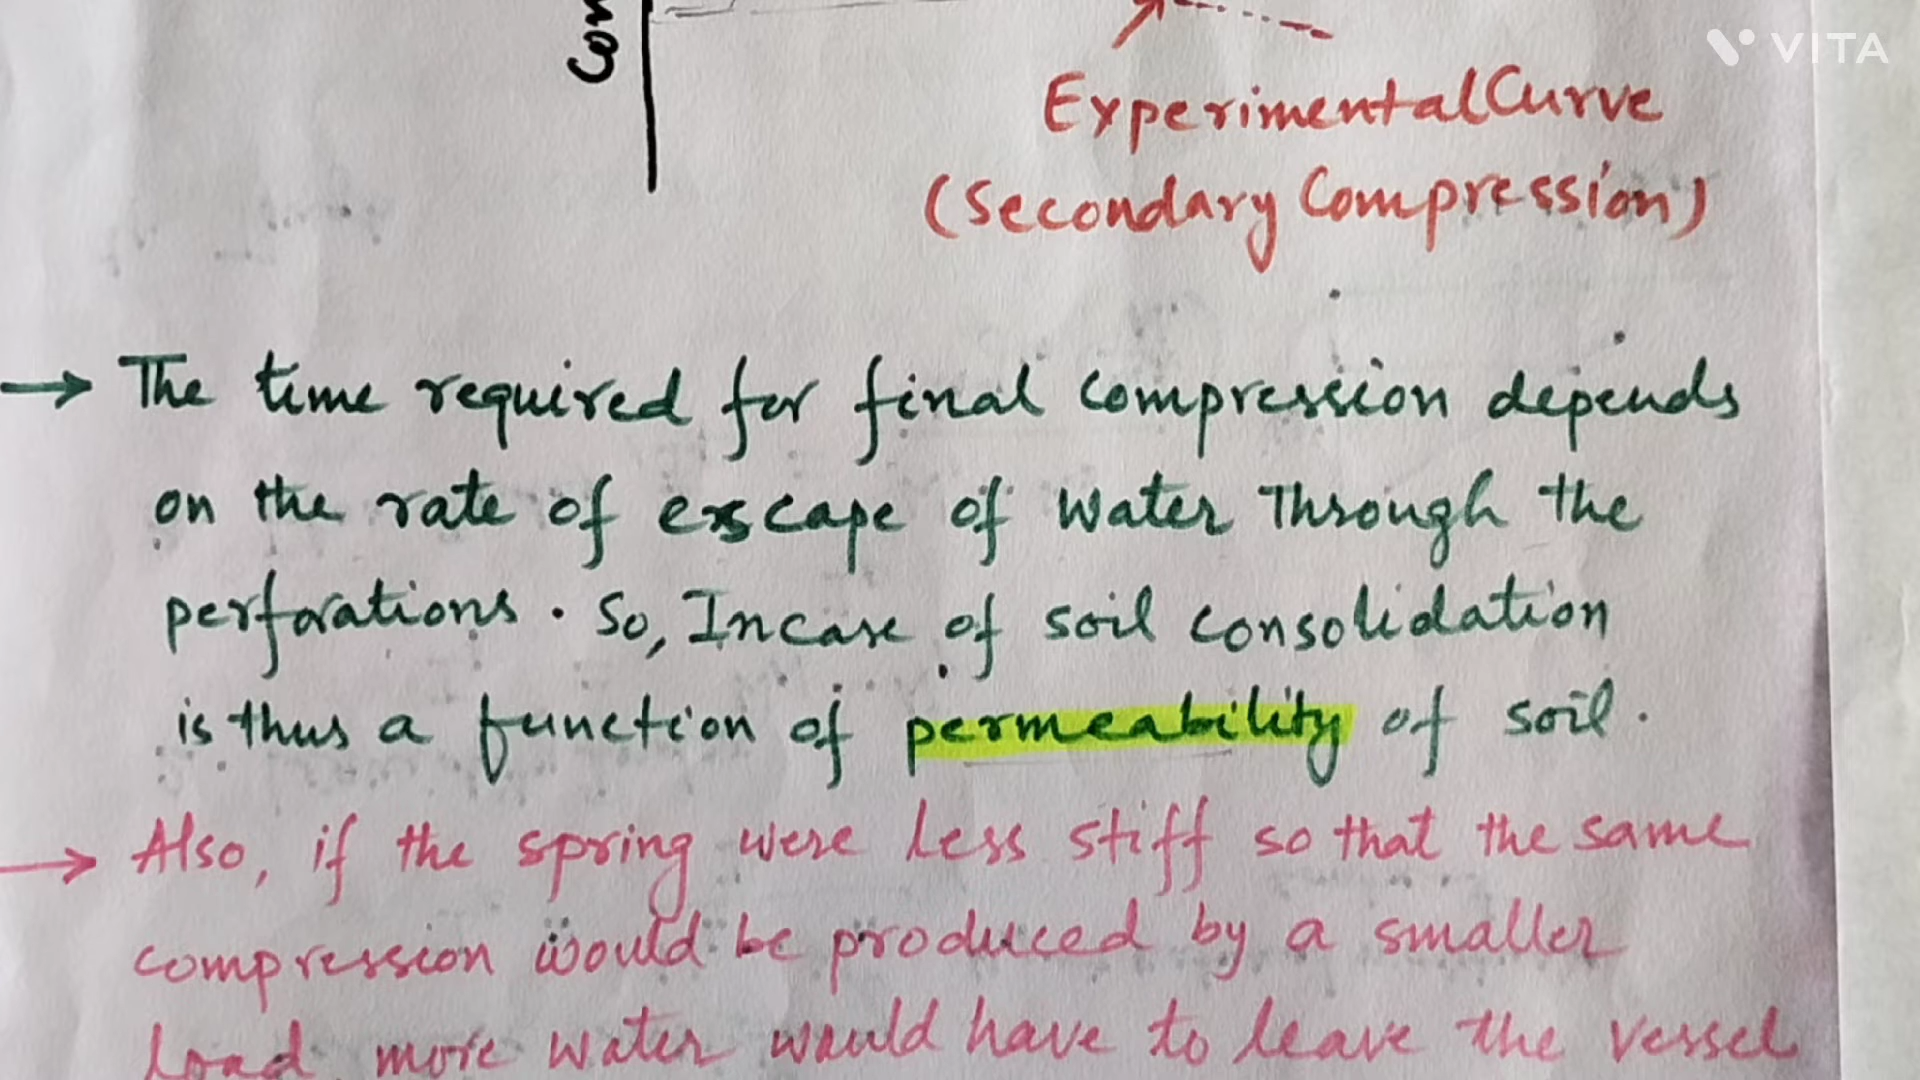 VITA
Con
Experimental Curve
(Secondary Compression)
→ The time required for final compression depends
on the rate of escape of water through the
perforations. So, Incase of soil consolidation
is thus a function of permeability of soil.
→ Also, if the spring were less stiff so that the same
compression would be produced by a smaller
load, more water would have to leave the vessel